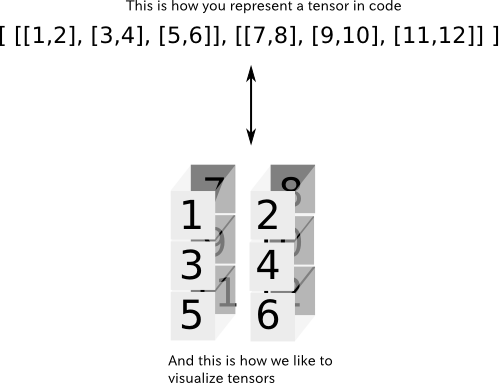 This is how you represent a tensor in code
[ [[1,2], [3,4], [5,6]], [[7,8], [9,10], [11,12]] ]
7 8
1 2
9
3 4
5 6
And this is how we like to
visualize tensors